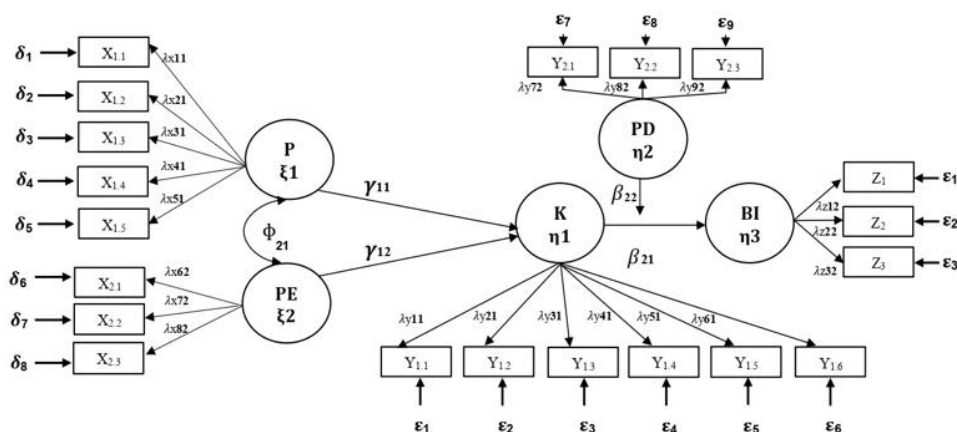 δ1
X1.1
λx11
δ2
X1.2
λx21
δ3
X1.3
λx31
δ4
X1.4
λx41
δ5
X1.5
λx51
P
ξ1
ϕ21
γ11
γ12
δ6
X2.1
λx62
δ7
X2.2
λx72
δ8
X2.3
λx82
PE
ξ2
ε7
ε8
ε9
Y2.1
Y2.2
Y2.3
λy72
λy82
λy92
PD
η2
β22
K
η1
β21
BI
η3
λz12
λz22
λz32
Z1
Z2
Z3
ε1
ε2
ε3
λy11
λy21
λy31
λy41
λy51
λy61
Y1.1
Y1.2
Y1.3
Y1.4
Y1.5
Y1.6
ε1
ε2
ε3
ε4
ε5
ε6